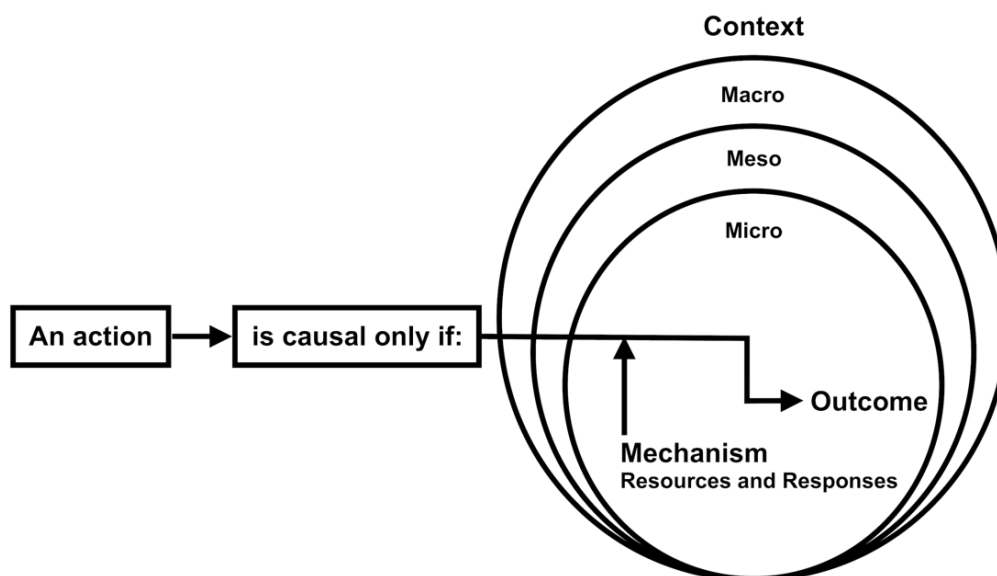 Context
Macro
Meso
Micro
An action
is causal only if:
Outcome
Mechanism
Resources and Responses